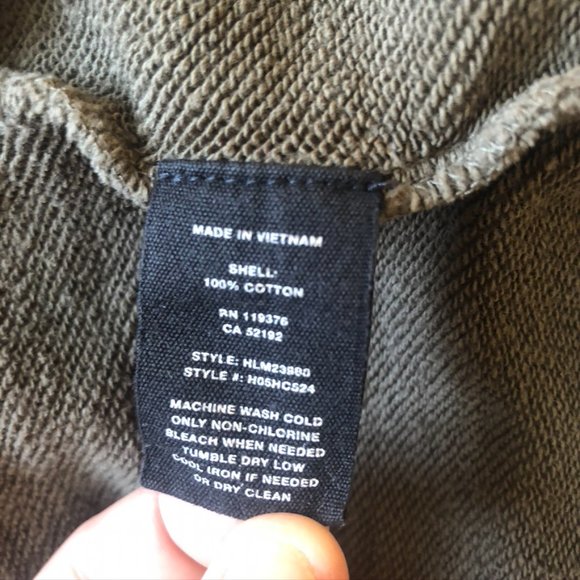 MADE IN VIETNAM
SHELL:
100% COTTON
RN 119376
CA 52192
STYLE: HLM23980
STYLE #: H05HCS24
MACHINE WASH COLD
ONLY NON-CHLORINE
BLEACH WHEN NEEDED
TUMBLE DRY LOW
COOL IRON IF NEEDED
OR DRY CLEAN